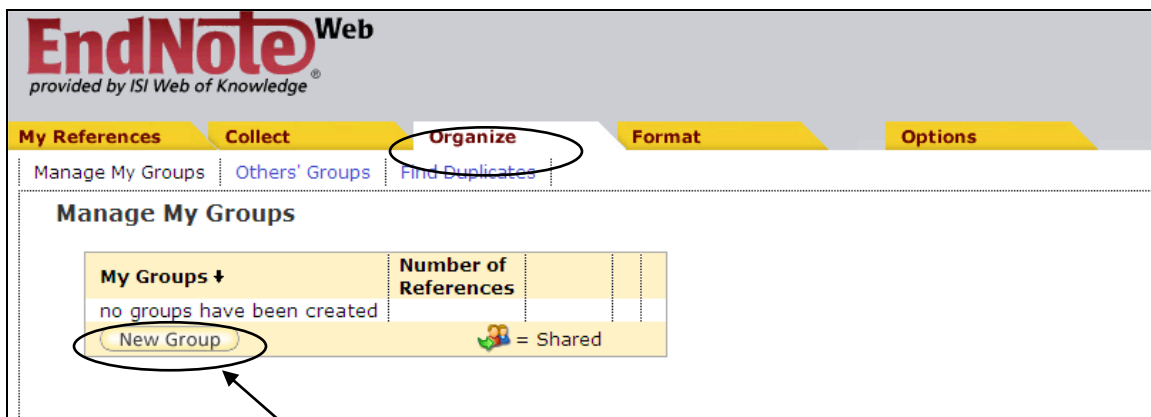 EndNote Web
®
provided by ISI Web of Knowledge
My References Collect Organize Format Options
Manage My Groups Others' Groups Find Duplicates
Manage My Groups
My Groups Number of
References
no groups have been created
New Group = Shared